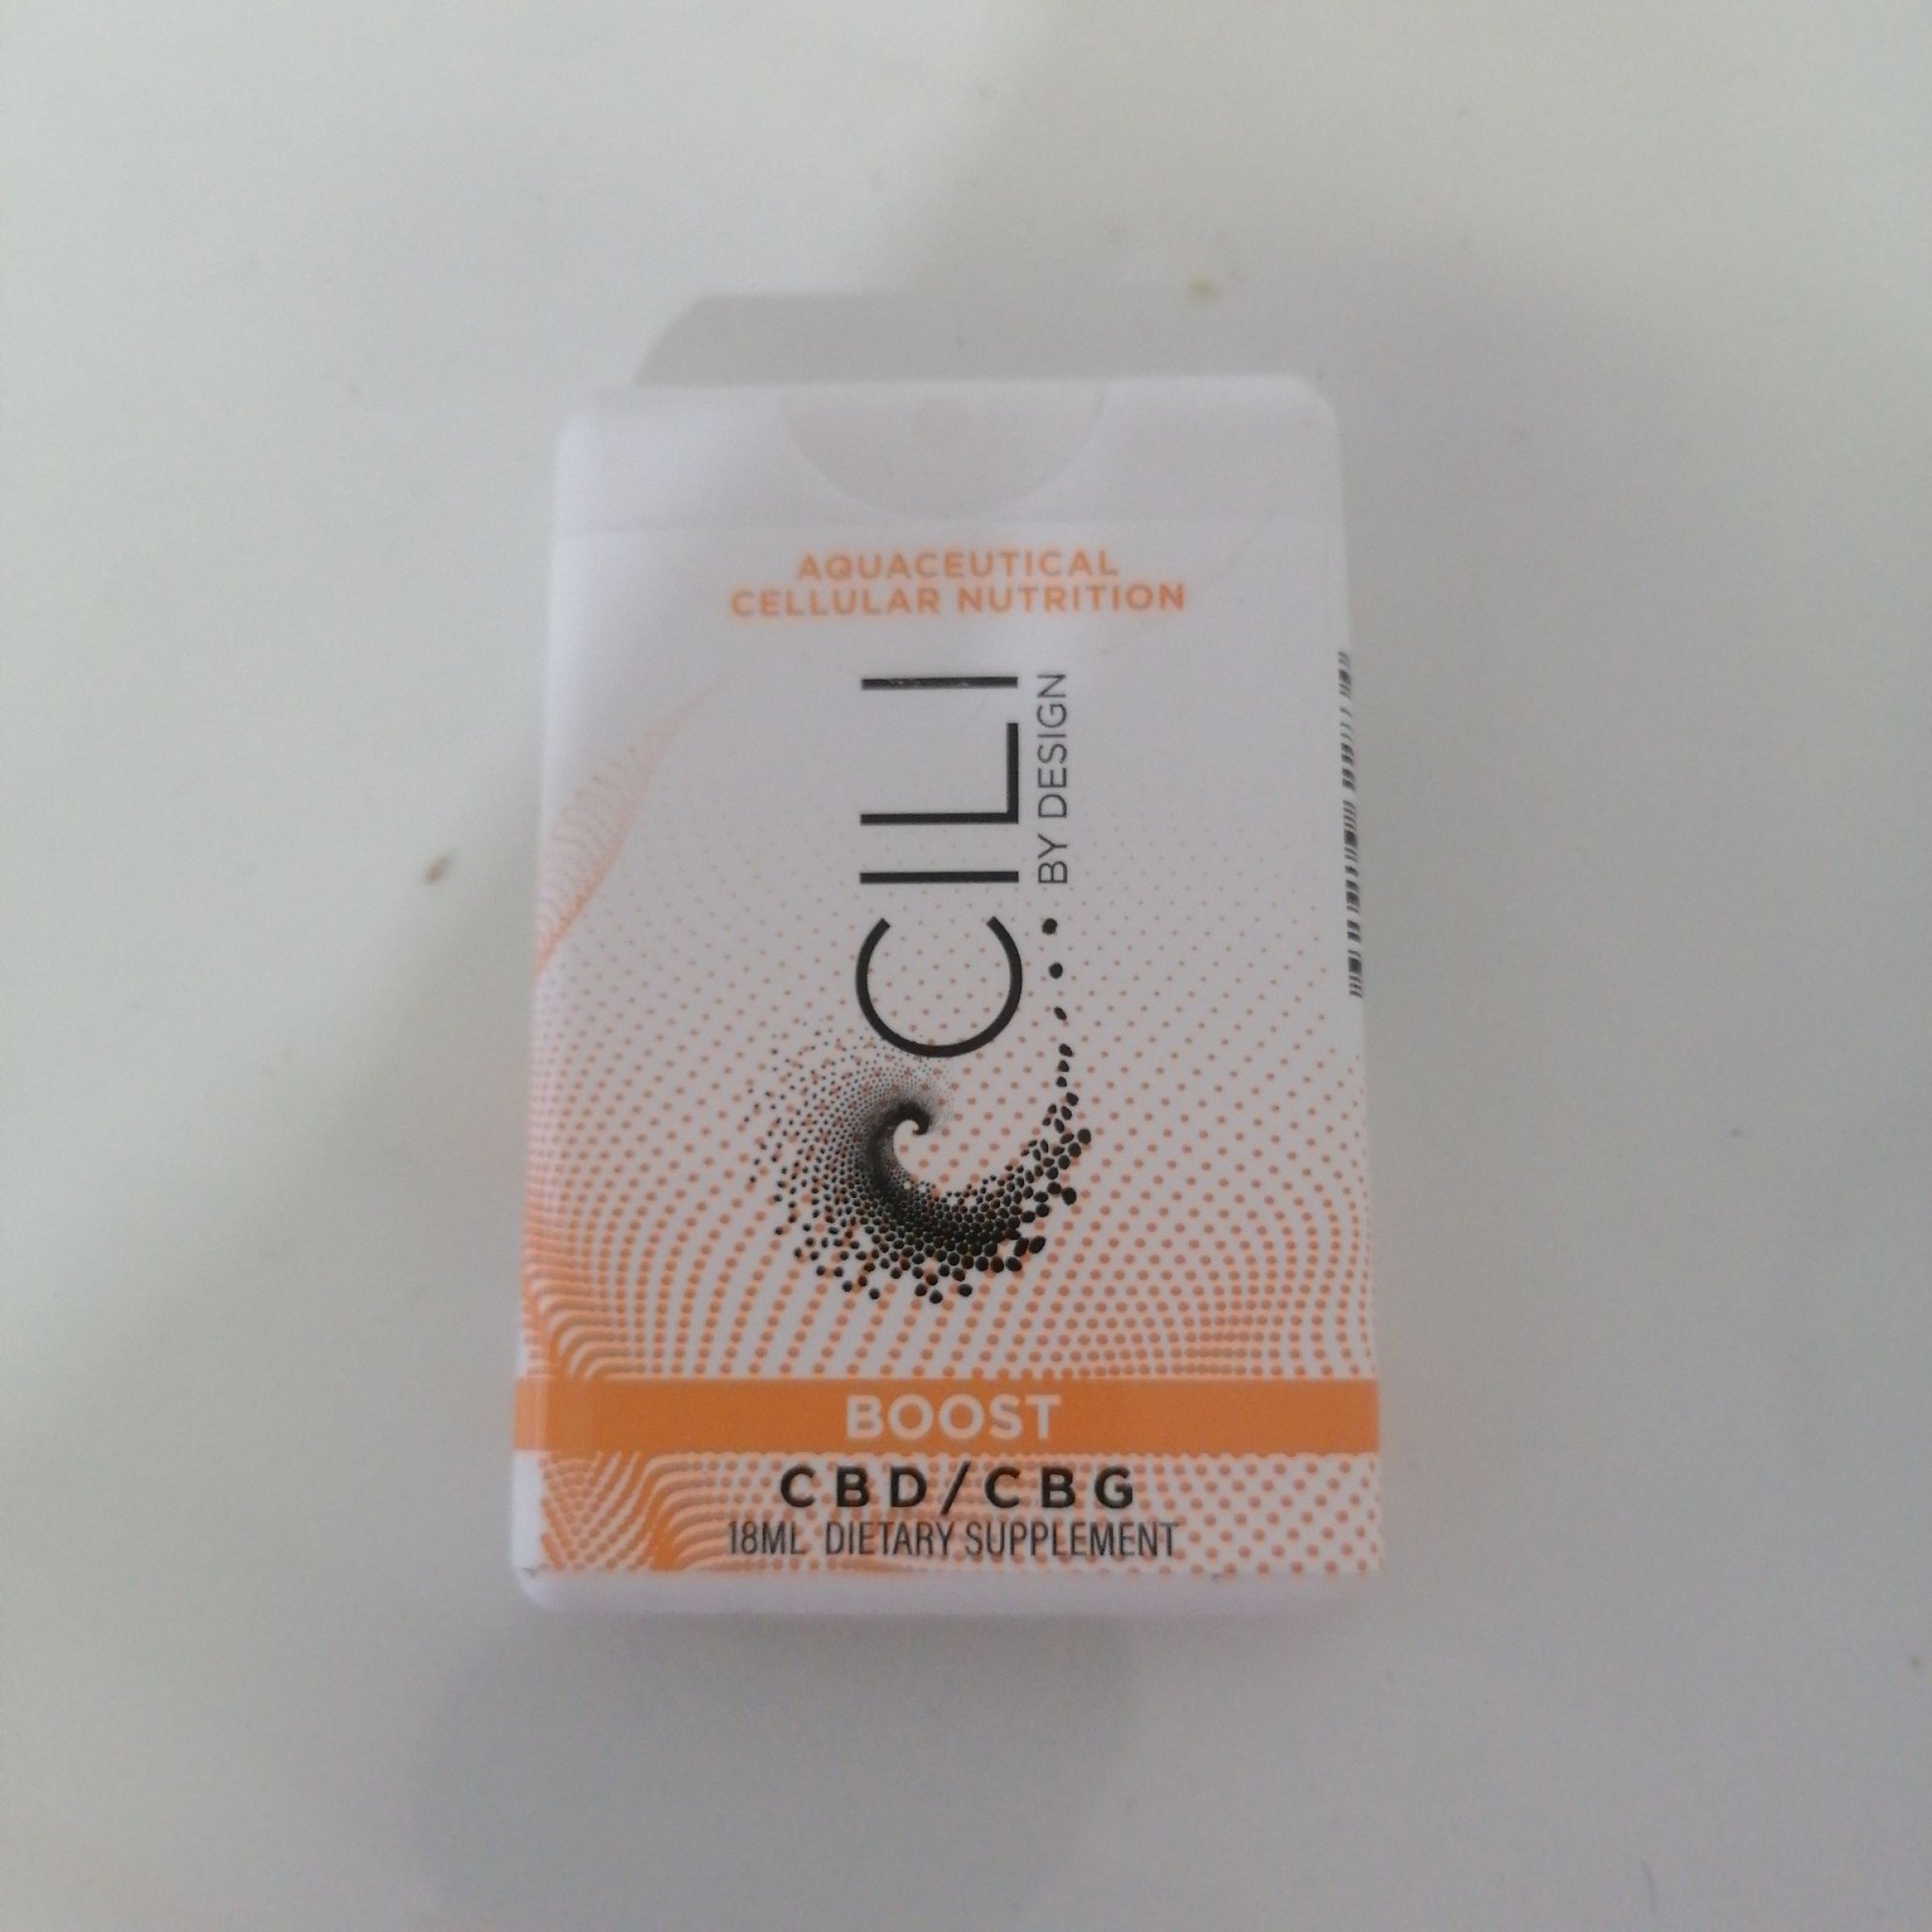 AQUACEUTICAL
CELLULAR NUTRITION
CILI
BY DESIGN
BOOST
CBD/CBG
18ML DIETARY SUPPLEMENT